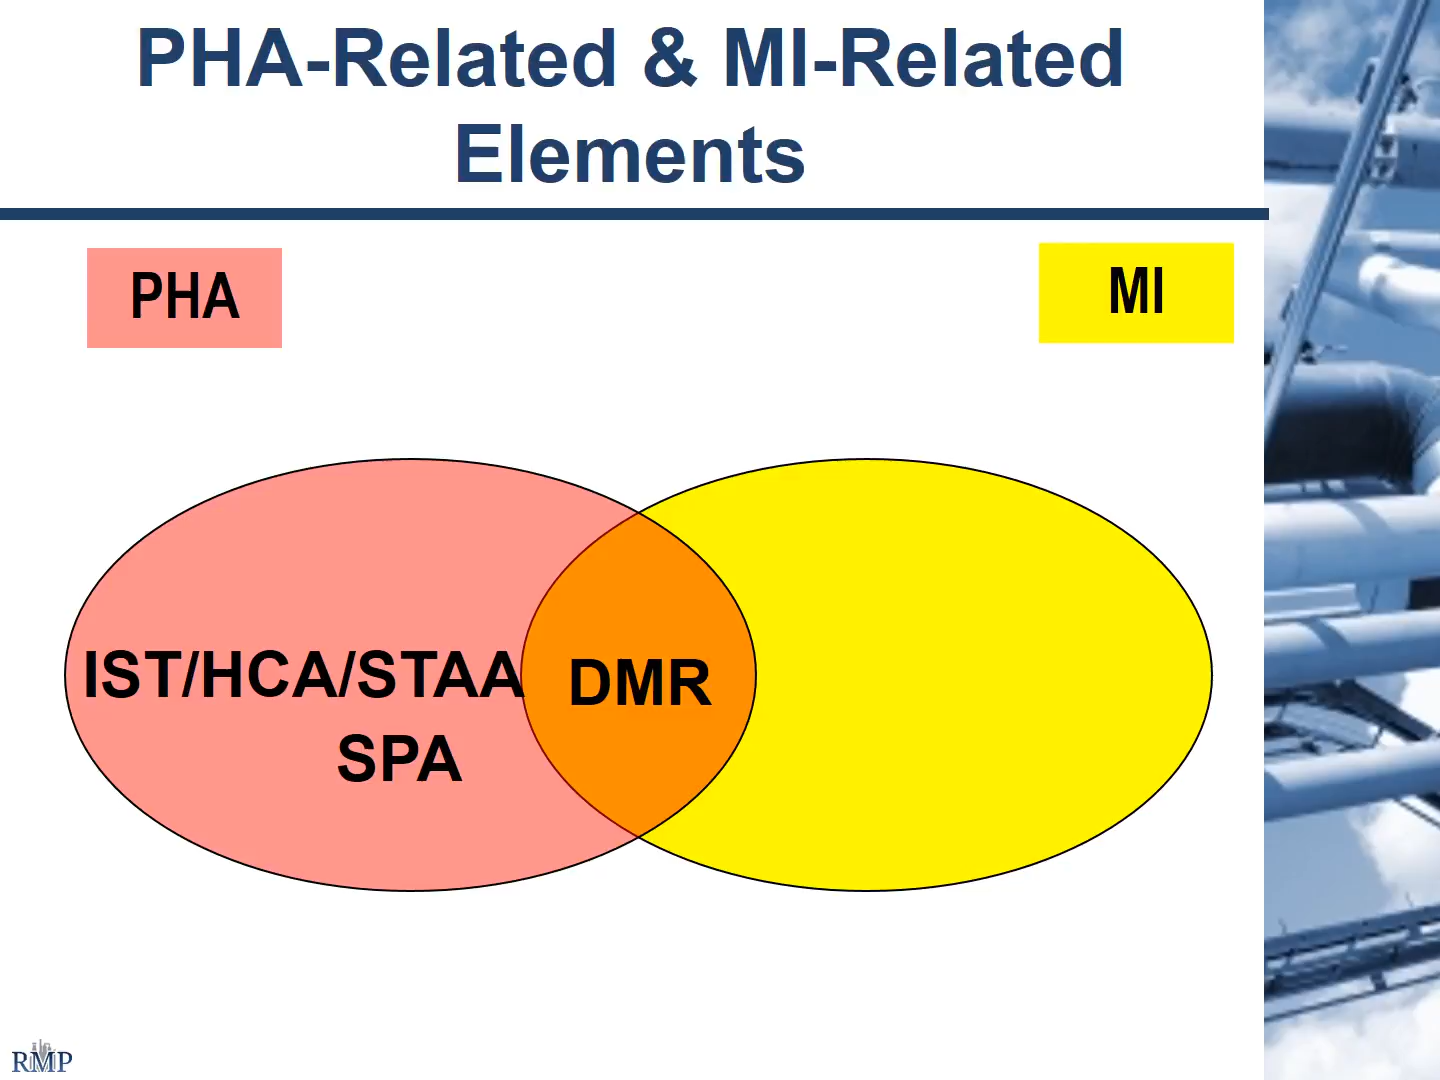 PHA-Related & MI-Related
Elements
PHA
MI
IST/HCA/STAA
DMR
SPA
RMP